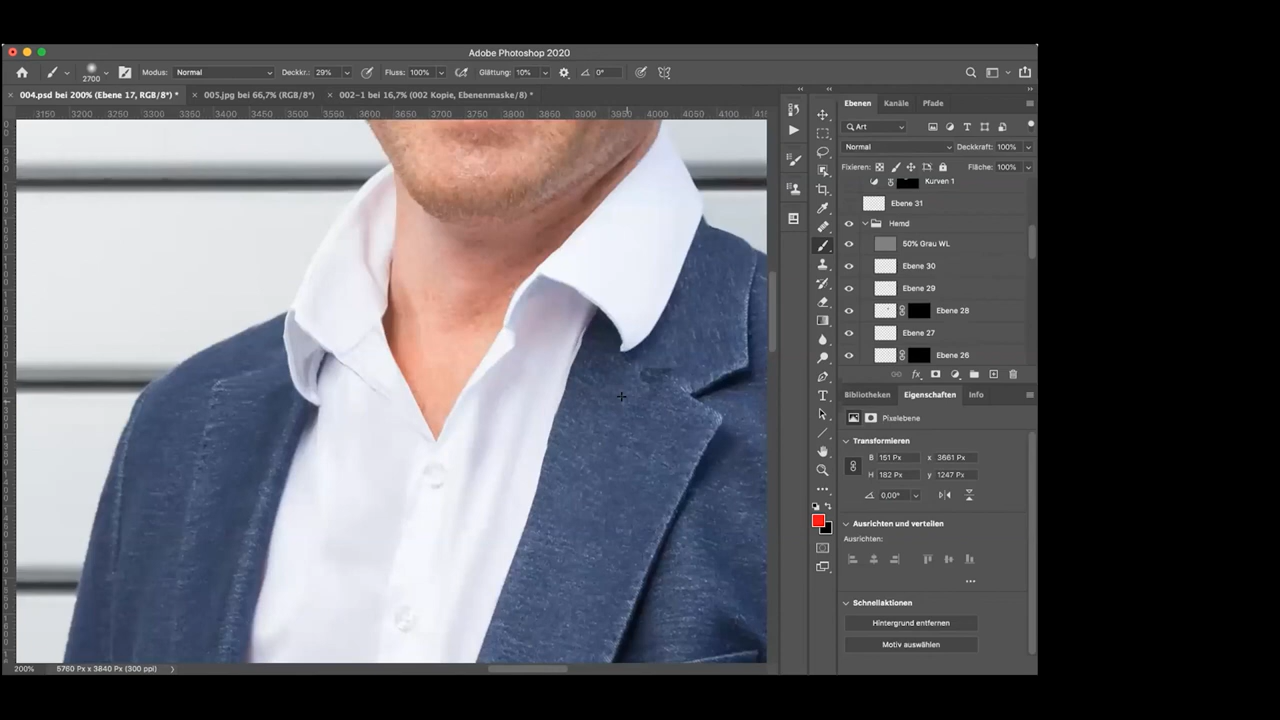 Adobe Photoshop 2020
2700 Modus: Normal Deckkr.: 29% Fluss: 100% Glättung: 10% 0°
004.psd bei 200% (Ebene 17, RGB/8*) * × 005.jpg bei 66,7% (RGB/8*) × 002-1 bei 16,7% (002 Kopie, Ebenenmaske/8) *
3150 3200 3250 3300 3350 3400 3450 3500 3550 3600 3650 3700 3750 3800 3850 3900 3950 4000 4050 4100
Ebenen Kanäle Pfade
Art
Normal Deckkraft: 100%
Fixieren: Fläche: 100%
Kurven 1
Ebene 31
Hemd
50% Grau WL
Ebene 30
Ebene 29
Ebene 28
Ebene 27
Ebene 26
Bibliotheken Eigenschaften Info
Pixelebene
Transformieren
B 151 Px x 3661 Px
H 182 Px y 1247 Px
0,00°
Ausrichten und verteilen
Ausrichten:
Schnellaktionen
Hintergrund entfernen
Motiv auswählen
200% 5760 Px x 3840 Px (300 ppi)